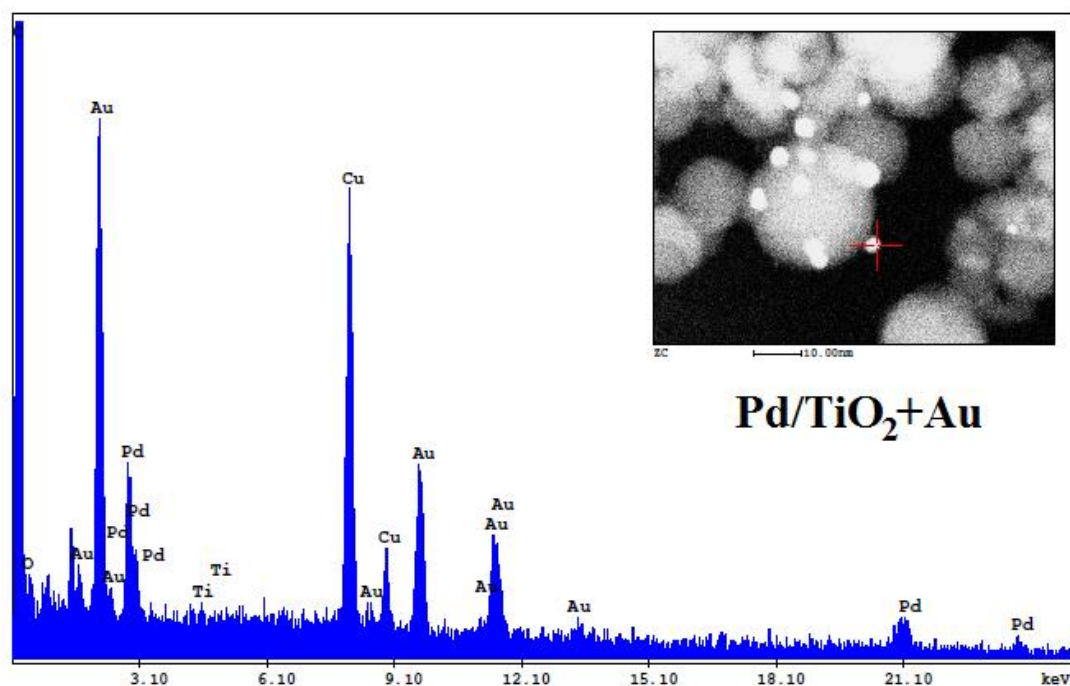 C
Au
Cu
Pd
Au
Au
Au
Pd
Pd
Cu
Pd
Au
O
Au
Ti
Ti
Au
Au
Au
Pd
Pd
ZC 10.00nm
Pd/TiO₂+Au
3.10 6.10 9.10 12.10 15.10 18.10 21.10 keV